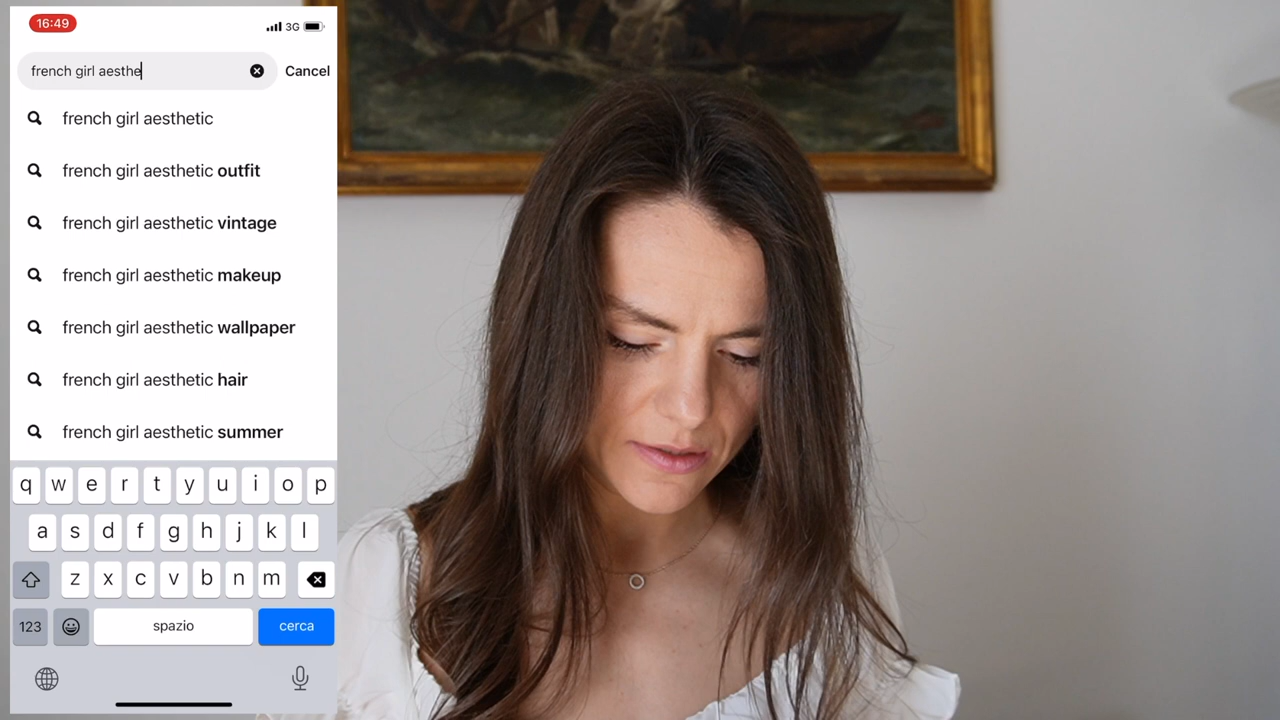 16:49
3G
french girl aesthe
Cancel
french girl aesthetic
french girl aesthetic outfit
french girl aesthetic vintage
french girl aesthetic makeup
french girl aesthetic wallpaper
french girl aesthetic hair
french girl aesthetic summer
q w e r t y u i o p
a s d f g h j k l
z x c v b n m
123
spazio
cerca